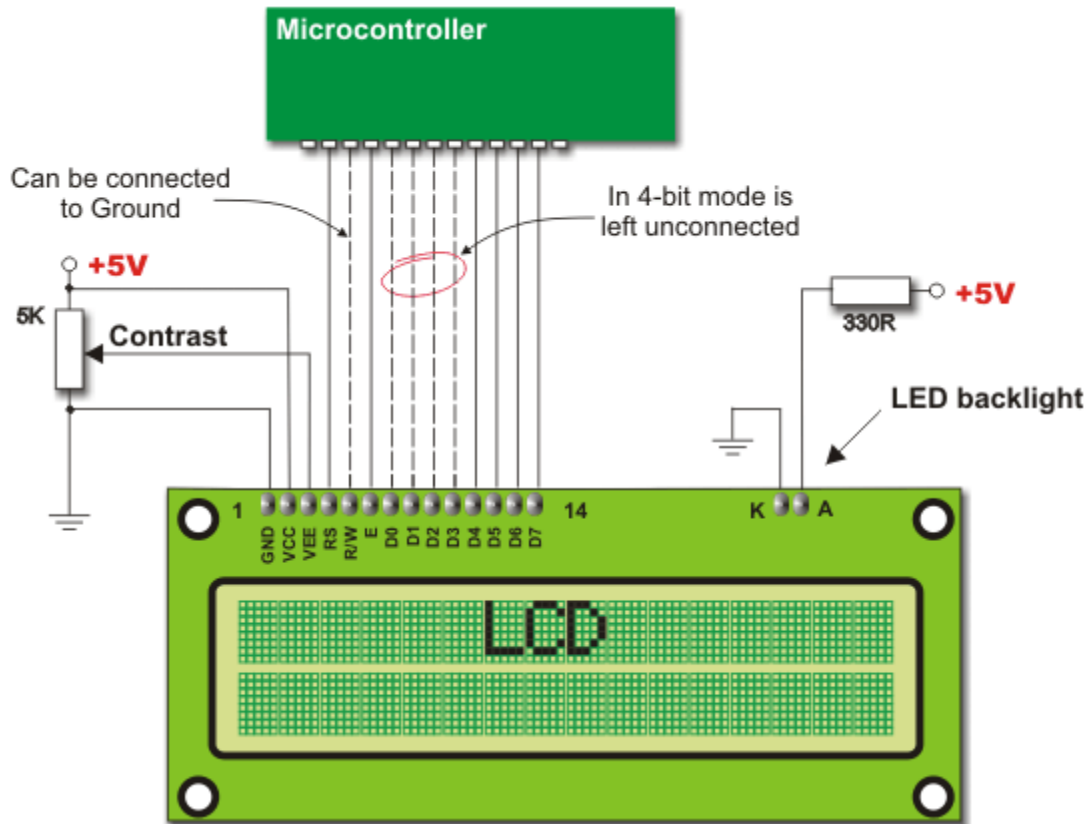 Microcontroller
Can be connected
to Ground
In 4-bit mode is
left unconnected
+5V
5K
Contrast
+5V
330R
LED backlight
1
14
K
A
GND
VCC
VEE
RS
R/W
E
D0
D1
D2
D3
D4
D5
D6
D7
LCD